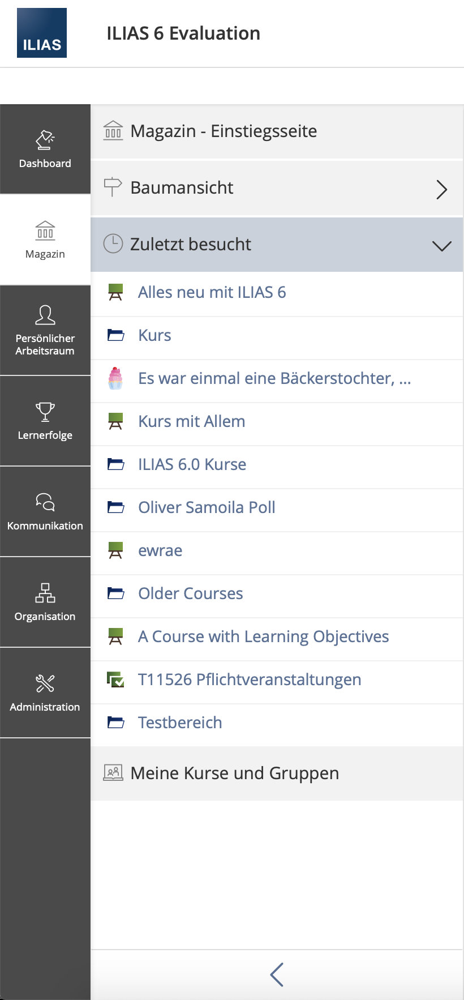 ILIAS
ILIAS 6 Evaluation
Dashboard
Magazin
Persönlicher
Arbeitsraum
Lernerfolge
Kommunikation
Organisation
Administration
Magazin - Einstiegsseite
Baumansicht
Zuletzt besucht
Alles neu mit ILIAS 6
Kurs
Es war einmal eine Bäckerstochter, ...
Kurs mit Allem
ILIAS 6.0 Kurse
Oliver Samoila Poll
ewrae
Older Courses
A Course with Learning Objectives
T11526 Pflichtveranstaltungen
Testbereich
Meine Kurse und Gruppen